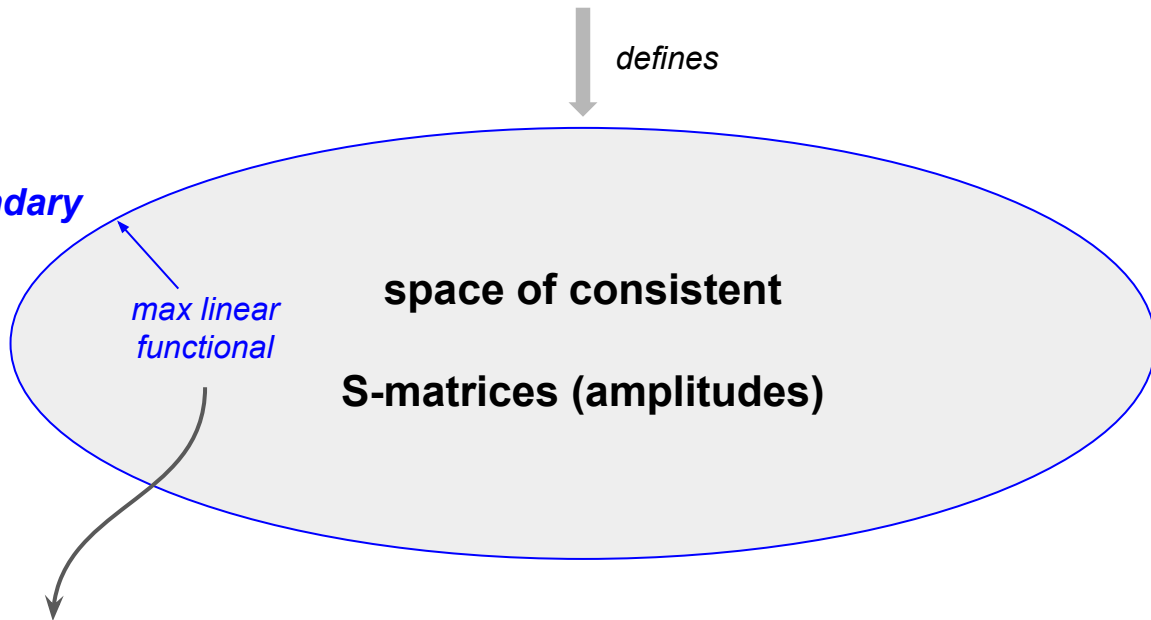 defines
ndary
max linear
functional
space of consistent
S-matrices (amplitudes)